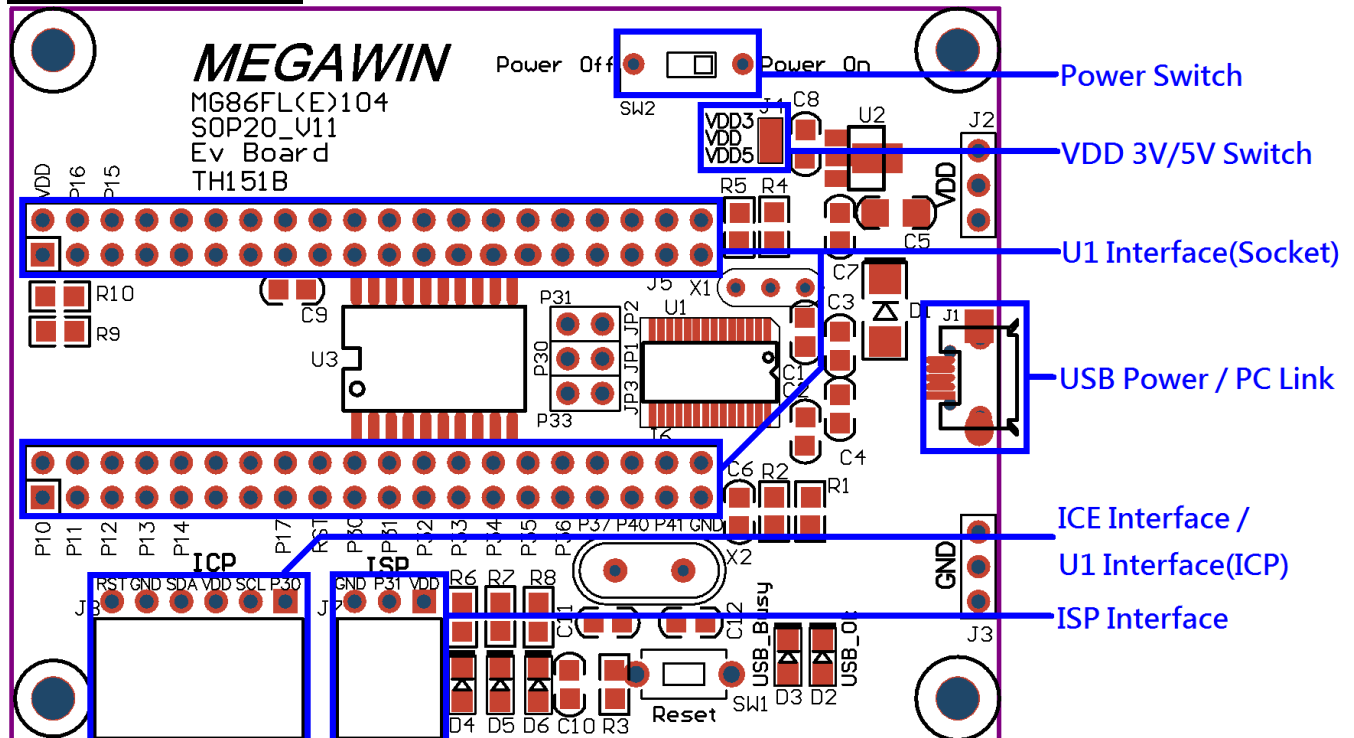 MEGAWIN
MG86FL(E)104
SOP20_V11
Ev Board
TH151B
Power Off
Power On
SW2
Power Switch
VDD3
VDD
VDD5
J4
C8
U2
J2
VDD
VDD 3V/5V Switch
VDD
P16
P15
R5
R4
C5
C7
U1 Interface(Socket)
R10
R9
C9
J5
X1
U3
P31
JP2
P30
JP1
P33
JP3
U1
C1
C2
C3
D1
J1
USB Power / PC Link
J6
C4
C6
R2
R1
P10
P11
P12
P13
P14
P17
RST
P30
P31
P32
P33
P34
P35
P36
P37
P40
P41
GND
X2
ICE Interface /
U1 Interface(ICP)
GND
J3
ICP
RST GND SDA VDD SCL P30
J8
ISP
GND P31 VDD
J7
ISP Interface
R6
R7
R8
C11
C12
USB_Busy
USB_OK
D4
D5
D6
C10
R3
Reset
SW1
D3
D2